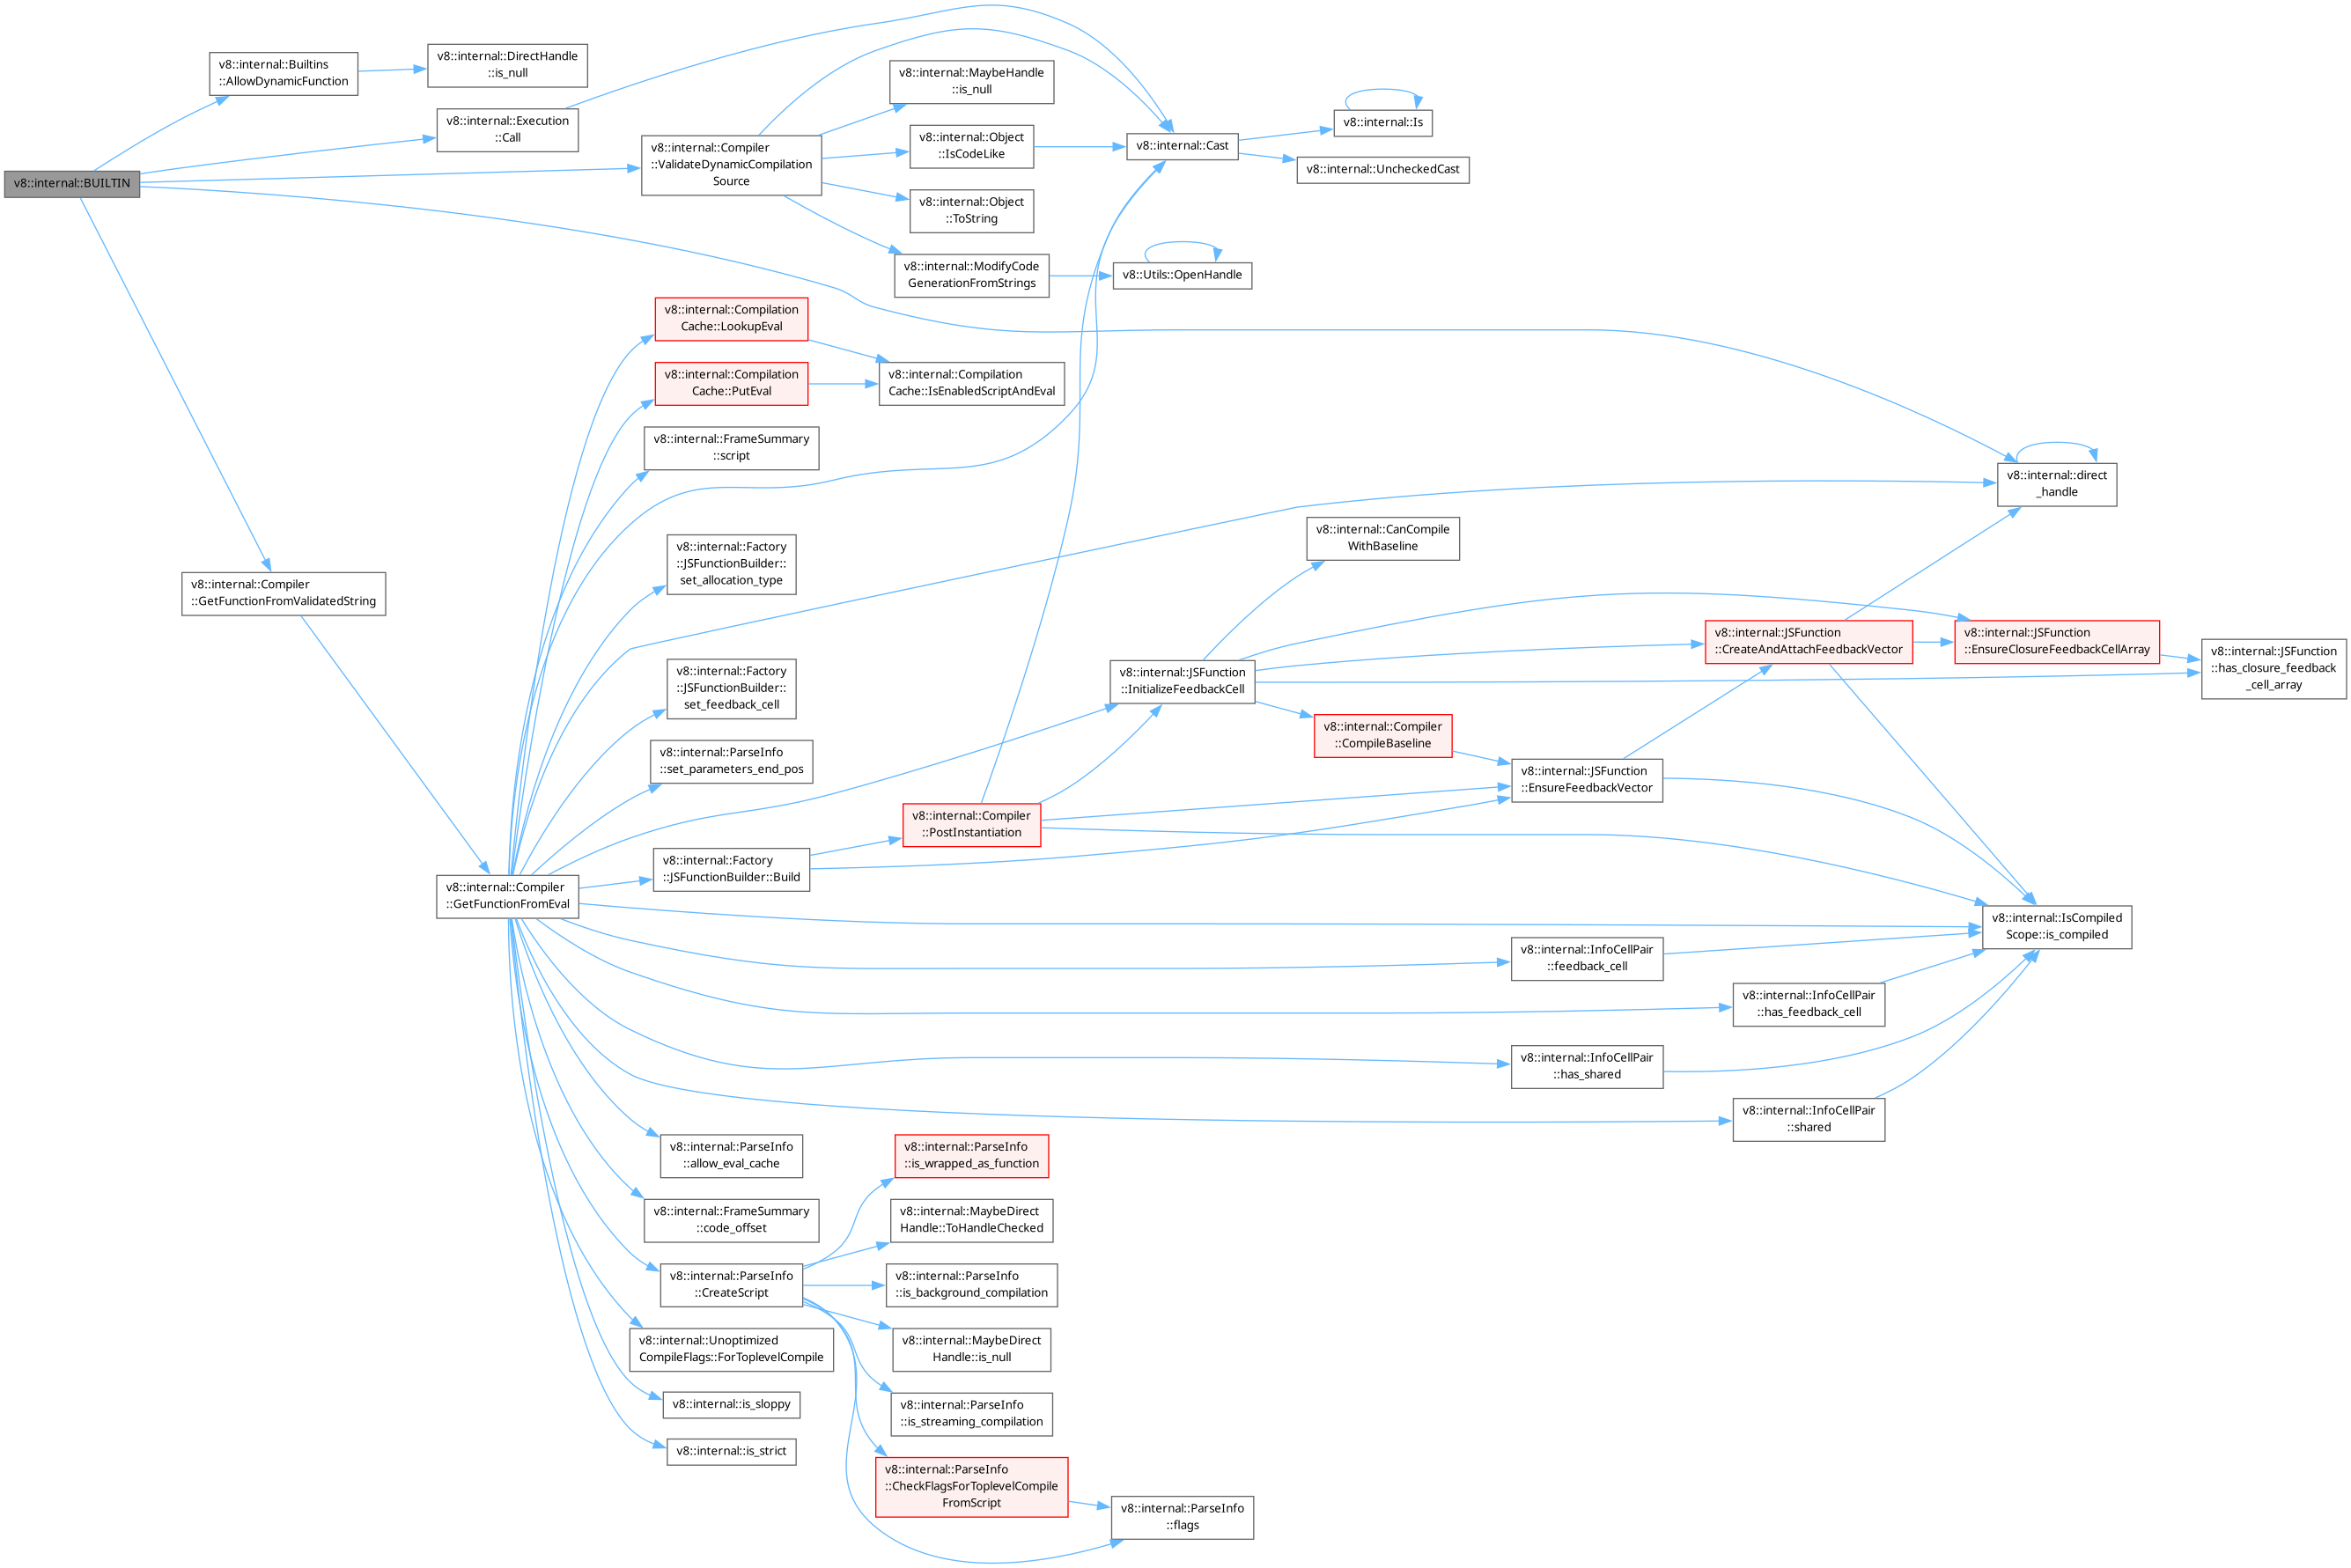 v8::internal::BUILTIN
v8::internal::Builtins
::AllowDynamicFunction
v8::internal::DirectHandle
::is_null
v8::internal::Execution
::Call
v8::internal::Compiler
::ValidateDynamicCompilation
Source
v8::internal::MaybeHandle
::is_null
v8::internal::Object
::IsCodeLike
v8::internal::Object
::ToString
v8::internal::ModifyCode
GenerationFromStrings
v8::internal::Cast
v8::internal::Is
v8::internal::UncheckedCast
v8::Utils::OpenHandle
v8::internal::Compilation
Cache::LookupEval
v8::internal::Compilation
Cache::PutEval
v8::internal::Compilation
Cache::IsEnabledScriptAndEval
v8::internal::FrameSummary
::script
v8::internal::direct
_handle
v8::internal::Factory
::JSFunctionBuilder::
set_allocation_type
v8::internal::CanCompile
WithBaseline
v8::internal::Compiler
::GetFunctionFromValidatedString
v8::internal::Factory
::JSFunctionBuilder::
set_feedback_cell
v8::internal::JSFunction
::InitializeFeedbackCell
v8::internal::JSFunction
::CreateAndAttachFeedbackVector
v8::internal::JSFunction
::EnsureClosureFeedbackCellArray
v8::internal::JSFunction
::has_closure_feedback
_cell_array
v8::internal::ParseInfo
::set_parameters_end_pos
v8::internal::Compiler
::CompileBaseline
v8::internal::JSFunction
::EnsureFeedbackVector
v8::internal::Compiler
::PostInstantiation
v8::internal::Factory
::JSFunctionBuilder::Build
v8::internal::Compiler
::GetFunctionFromEval
v8::internal::IsCompiled
Scope::is_compiled
v8::internal::InfoCellPair
::feedback_cell
v8::internal::InfoCellPair
::has_feedback_cell
v8::internal::InfoCellPair
::has_shared
v8::internal::InfoCellPair
::shared
v8::internal::ParseInfo
::allow_eval_cache
v8::internal::ParseInfo
::is_wrapped_as_function
v8::internal::FrameSummary
::code_offset
v8::internal::MaybeDirect
Handle::ToHandleChecked
v8::internal::ParseInfo
::CreateScript
v8::internal::ParseInfo
::is_background_compilation
v8::internal::Unoptimized
CompileFlags::ForToplevelCompile
v8::internal::MaybeDirect
Handle::is_null
v8::internal::is_sloppy
v8::internal::ParseInfo
::is_streaming_compilation
v8::internal::is_strict
v8::internal::ParseInfo
::CheckFlagsForToplevelCompile
FromScript
v8::internal::ParseInfo
::flags